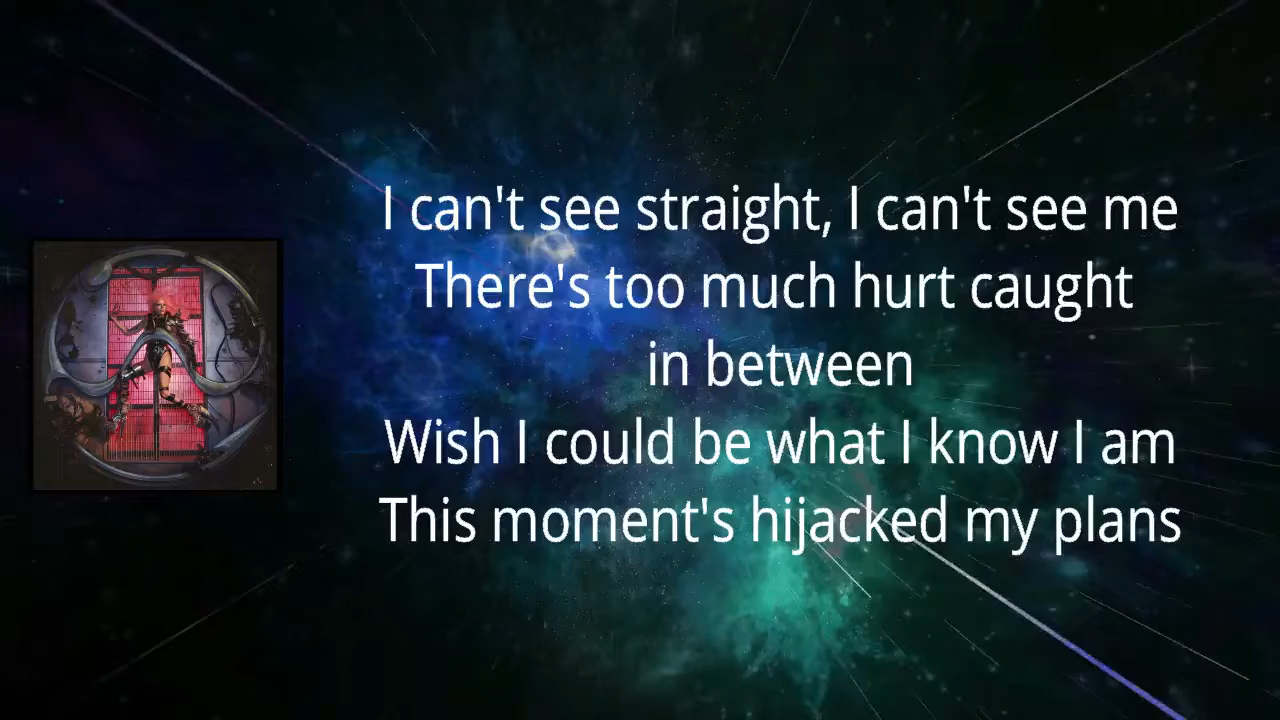 I can't see straight, I can't see me
There's too much hurt caught
in between
Wish I could be what I know I am
This moment's hijacked my plans